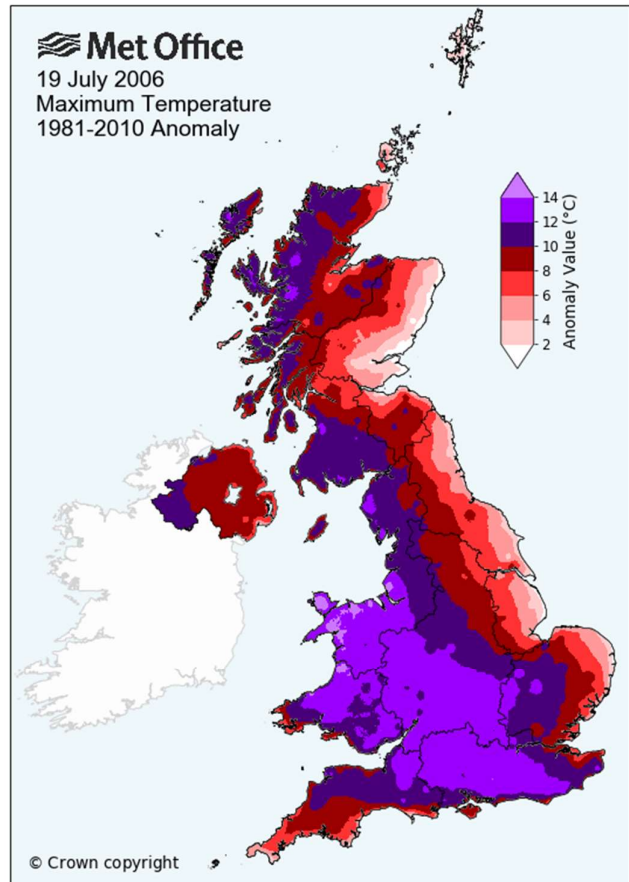 Met Office
19 July 2006
Maximum Temperature
1981-2010 Anomaly
14
12
10
8
6
4
2
Anomaly Value (°C)
© Crown copyright